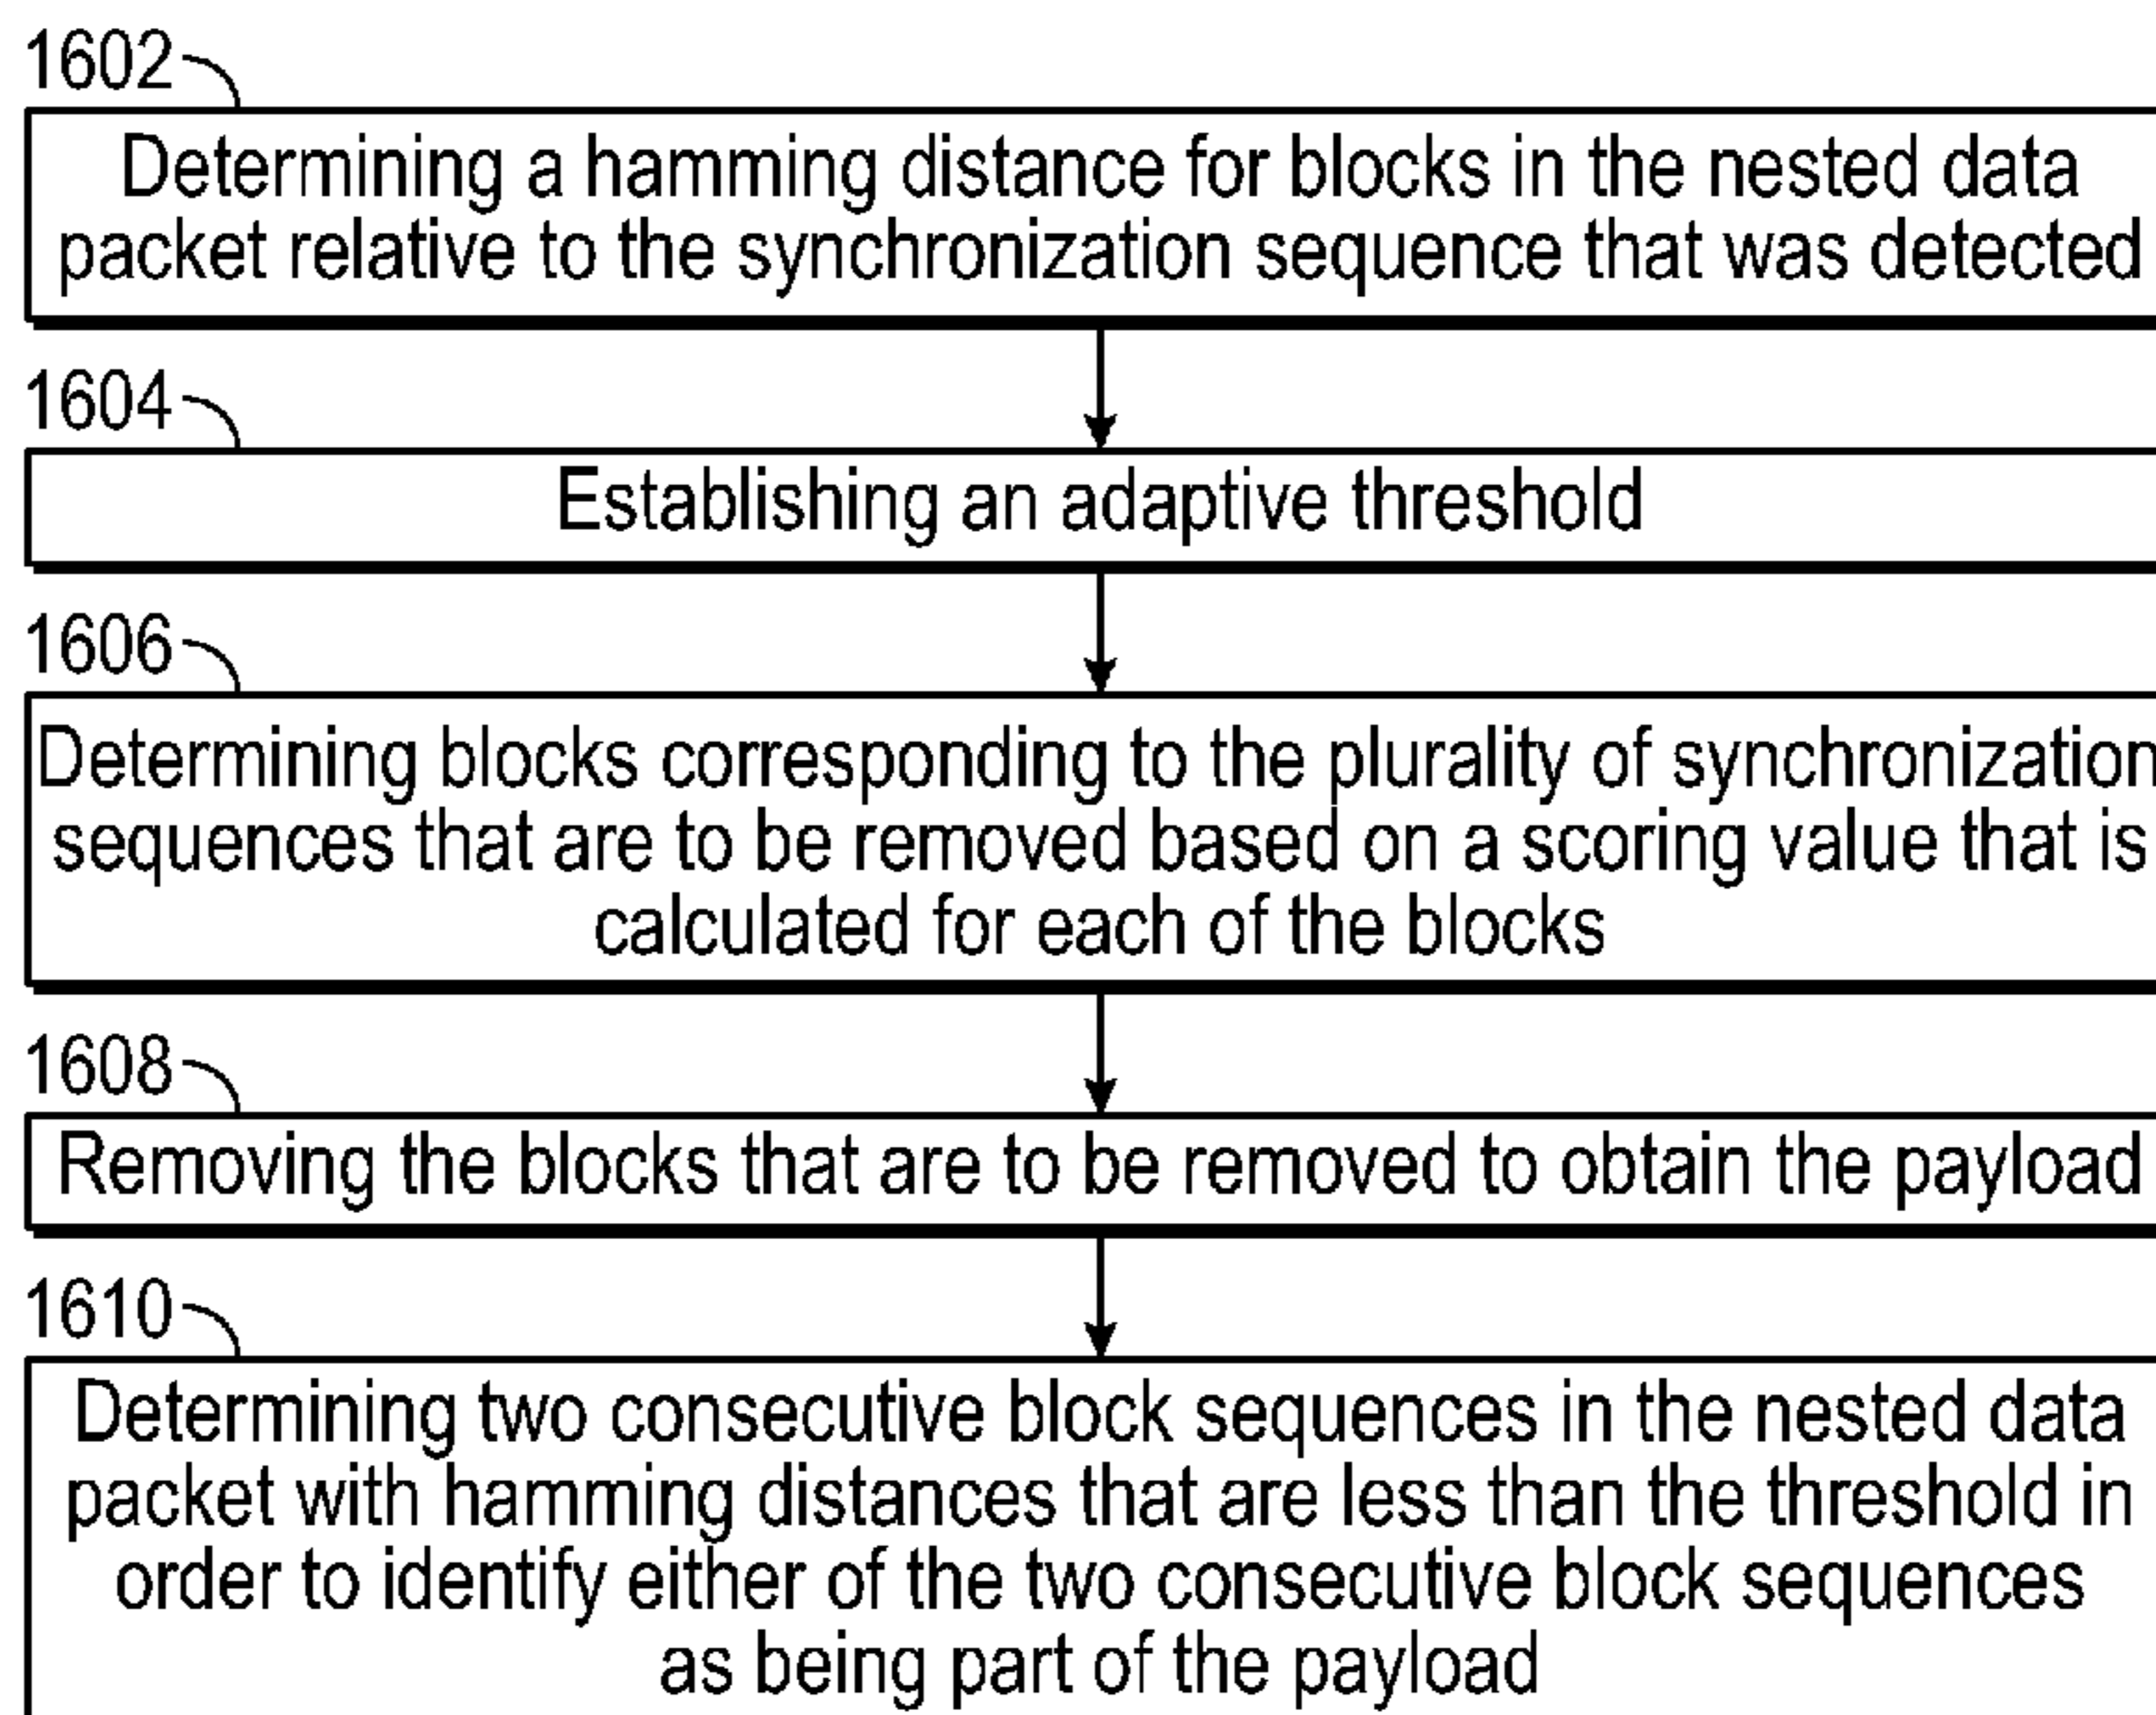 1602
Determining a hamming distance for blocks in the nested data
packet relative to the synchronization sequence that was detected
1604
Establishing an adaptive threshold
1606
Determining blocks corresponding to the plurality of synchronization
sequences that are to be removed based on a scoring value that is
calculated for each of the blocks
1608
Removing the blocks that are to be removed to obtain the payload
1610
Determining two consecutive block sequences in the nested data
packet with hamming distances that are less than the threshold in
order to identify either of the two consecutive block sequences
as being part of the payload